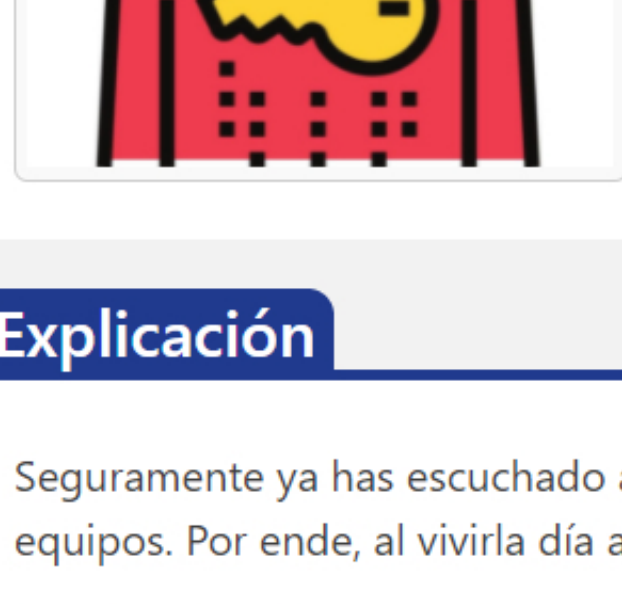 Explicación
Seguramente ya has escuchado
equipos. Por ende, al vivirla día